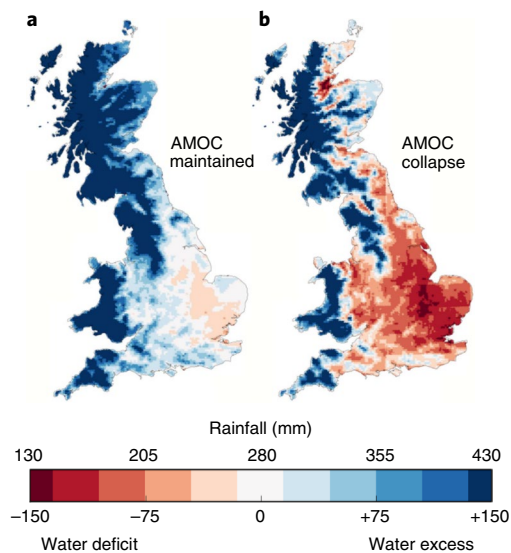 a
b
AMOC
maintained
AMOC
collapse
Rainfall (mm)
130 205 280 355 430
–150 –75 0 +75 +150
Water deficit Water excess